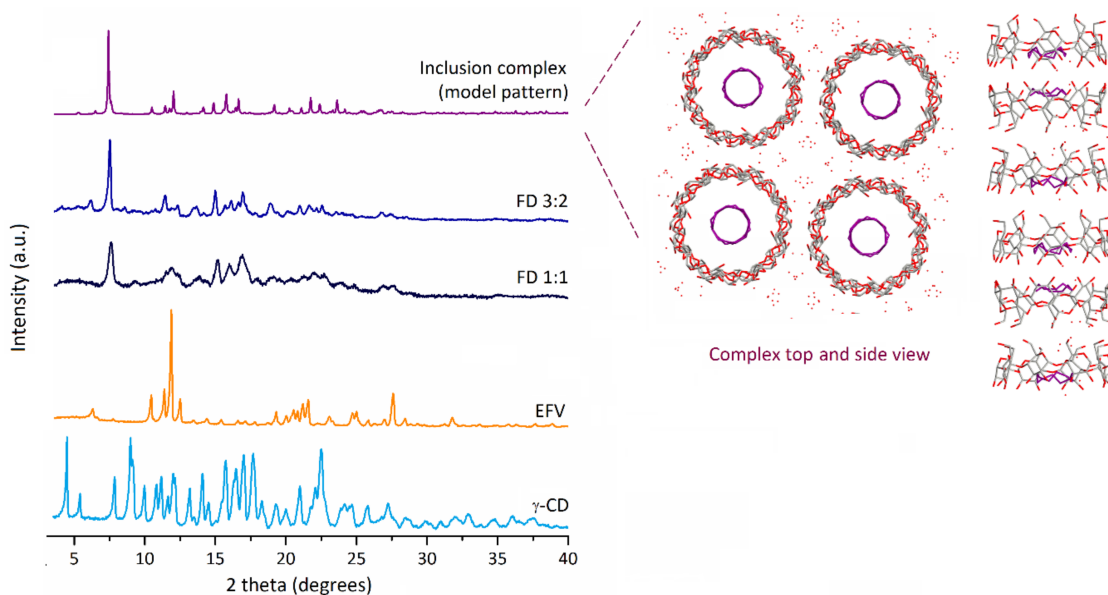 Inclusion complex
(model pattern)
FD 3:2
FD 1:1
EFV
γ-CD
Intensity (a.u.)
5 10 15 20 25 30 35 40
2 theta (degrees)
Complex top and side view